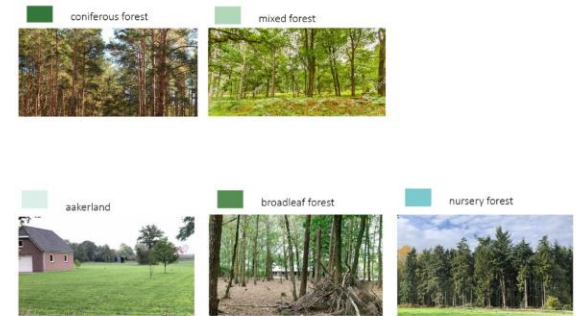 coniferous forest
mixed forest
aakerland
broadleaf forest
nursery forest